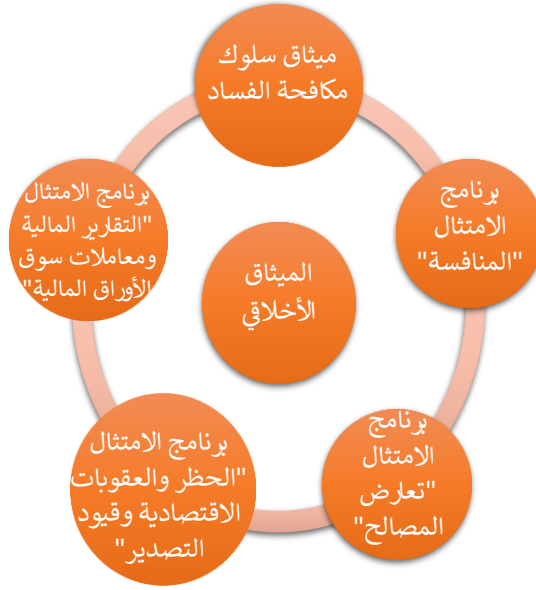 ميثاق سلوك
مكافحة الفساد
برنامج
الامتثال
"المنافسة"
برنامج
الامتثال
"تعارض
المصالح"
برنامج الامتثال
"الحظر والعقوبات
الاقتصادية وقيود
التصدير"
برنامج الامتثال
"التقارير المالية
ومعاملات سوق
الأوراق المالية"
الميثاق
الأخلاقي